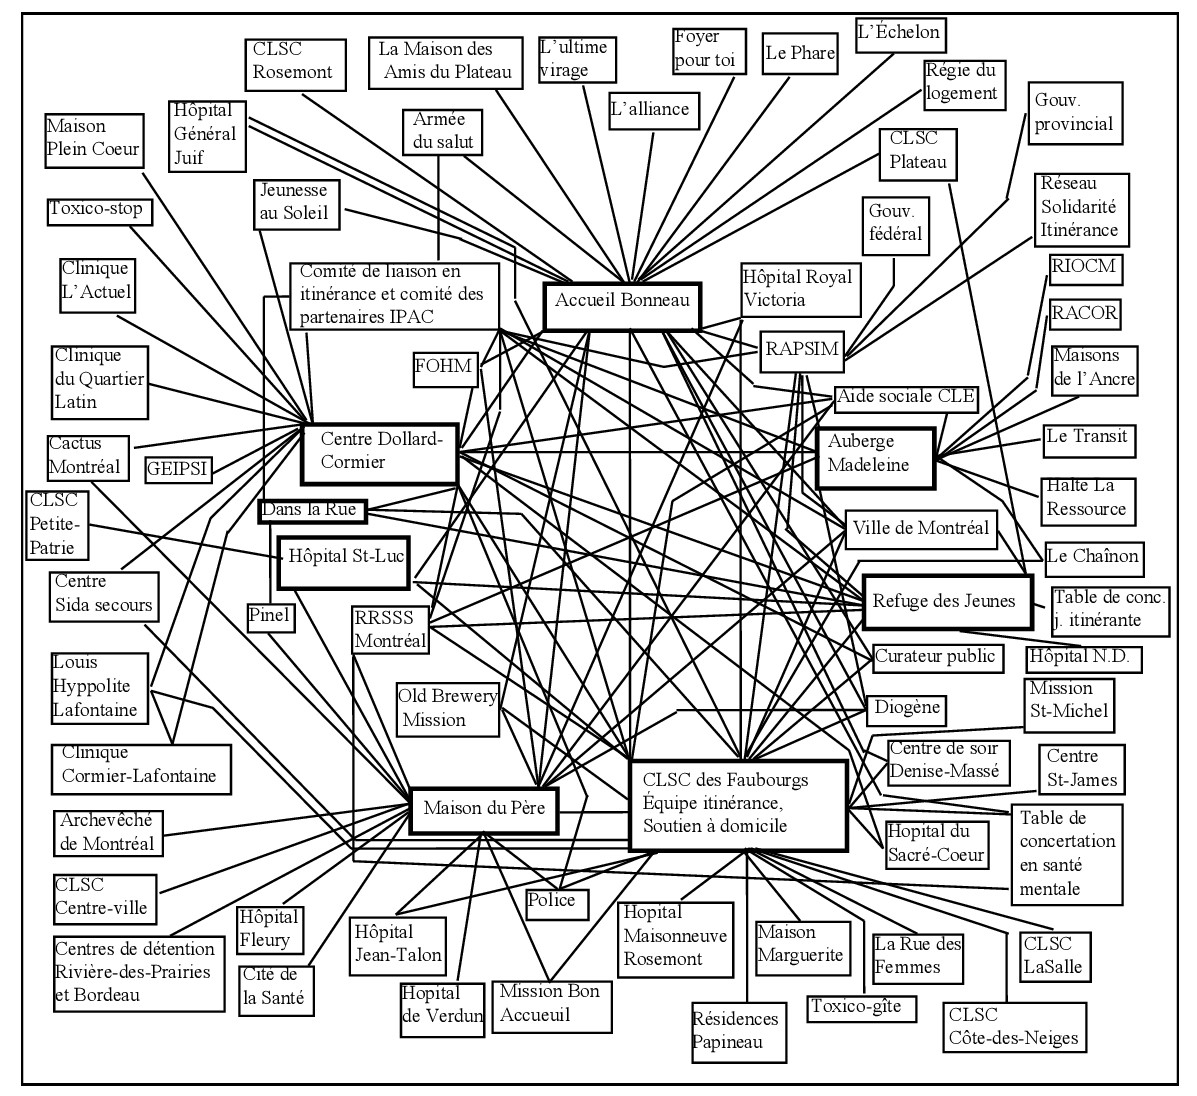 L'Échelon
CLSC
Rosemont
La Maison des
Amis du Plateau
L'ultime
virage
Foyer
pour toi
Le Phare
Régie du
logement
Gouv.
provincial
L'alliance
Hôpital
Général
Juif
Armée
du salut
Maison
Plein Coeur
CLSC
Plateau
Réseau
Solidarité
Itinérance
Jeunesse
au Soleil
Toxico-stop
Gouv.
fédéral
Clinique
L'Actuel
Comité de liaison en
itinérance et comité des
partenaires IPAC
Accueil Bonneau
Hôpital Royal
Victoria
RIOCM
RACOR
RAPSIM
FOHM
Clinique
du Quartier
Latin
Maisons
de l'Ancre
Aide sociale CLE
Centre Dollard-
Cormier
Auberge
Madeleine
Le Transit
Cactus
Montréal
GEIPSI
CLSC
Petite-
Patrie
Dans la Rue
Halte La
Ressource
Ville de Montréal
Hôpital St-Luc
Le Chaînon
Centre
Sida secours
Pinel
RRSSS
Montréal
Refuge des Jeunes
Table de conc.
j. itinérante
Curateur public
Hôpital N.D.
Louis
Hyppolite
Lafontaine
Old Brewery
Mission
Diogène
Mission
St-Michel
Clinique
Cormier-Lafontaine
Centre de soir
Denise-Massé
Centre
St-James
CLSC des Faubourgs
Équipe itinérance,
Soutien à domicile
Maison du Père
Archevêché
de Montréal
Hopital du
Sacré-Coeur
Table de
concertation
en santé
mentale
CLSC
Centre-ville
Police
Hôpital
Fleury
Hôpital
Jean-Talon
Hopital
Maisonneuve
Rosemont
Maison
Marguerite
La Rue des
Femmes
CLSC
LaSalle
Centres de détention
Rivière-des-Prairies
et Bordeau
Cité de
la Santé
Hopital
de Verdun
Mission Bon
Accueuil
Résidences
Papineau
Toxico-gîte
CLSC
Côte-des-Neiges